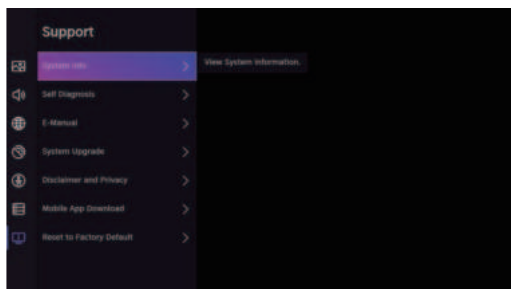 Support
System Info
View System Information.
Self Diagnosis
E-Manual
System Upgrade
Disclaimer and Privacy
Mobile App Download
Reset to Factory Default